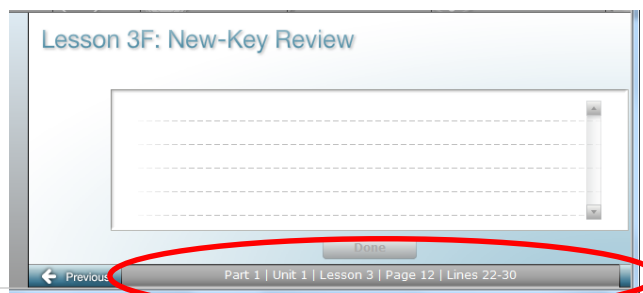 Lesson 3F: New-Key Review
Done
Previous
Part 1 | Unit 1 | Lesson 3 | Page 12 | Lines 22-30